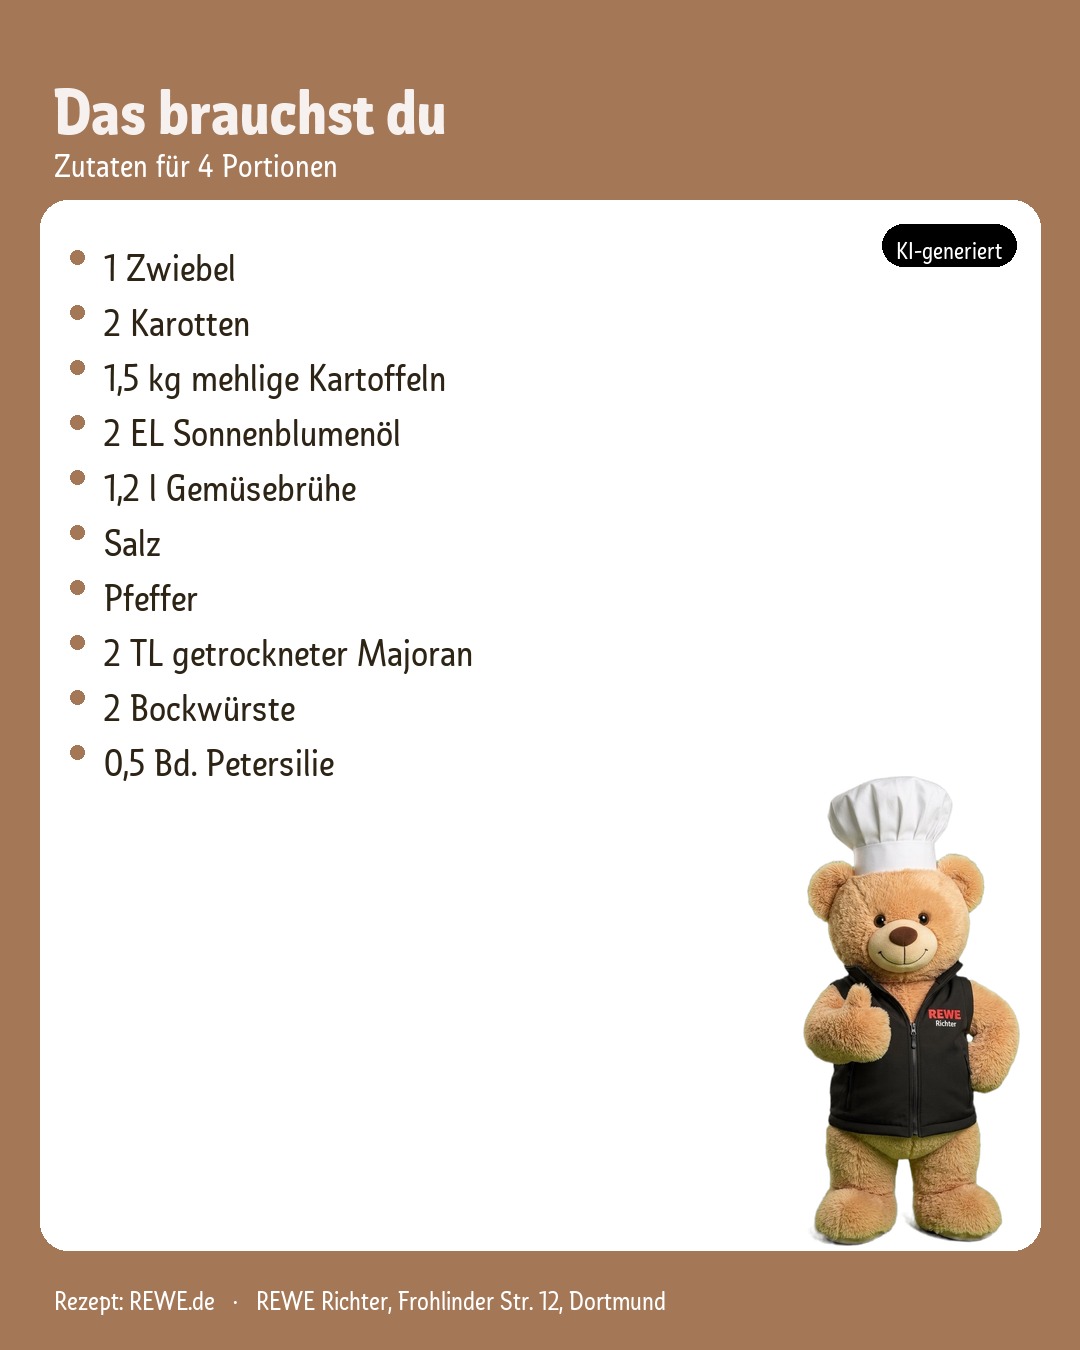 Das brauchst du
Zutaten für 4 Portionen
KI-generiert
1 Zwiebel
2 Karotten
1,5 kg mehlige Kartoffeln
2 EL Sonnenblumenöl
1,2 l Gemüsebrühe
Salz
Pfeffer
2 TL getrockneter Majoran
2 Bockwürste
0,5 Bd. Petersilie
REWE
Richter
Rezept: REWE.de · REWE Richter, Frohlinder Str. 12, Dortmund